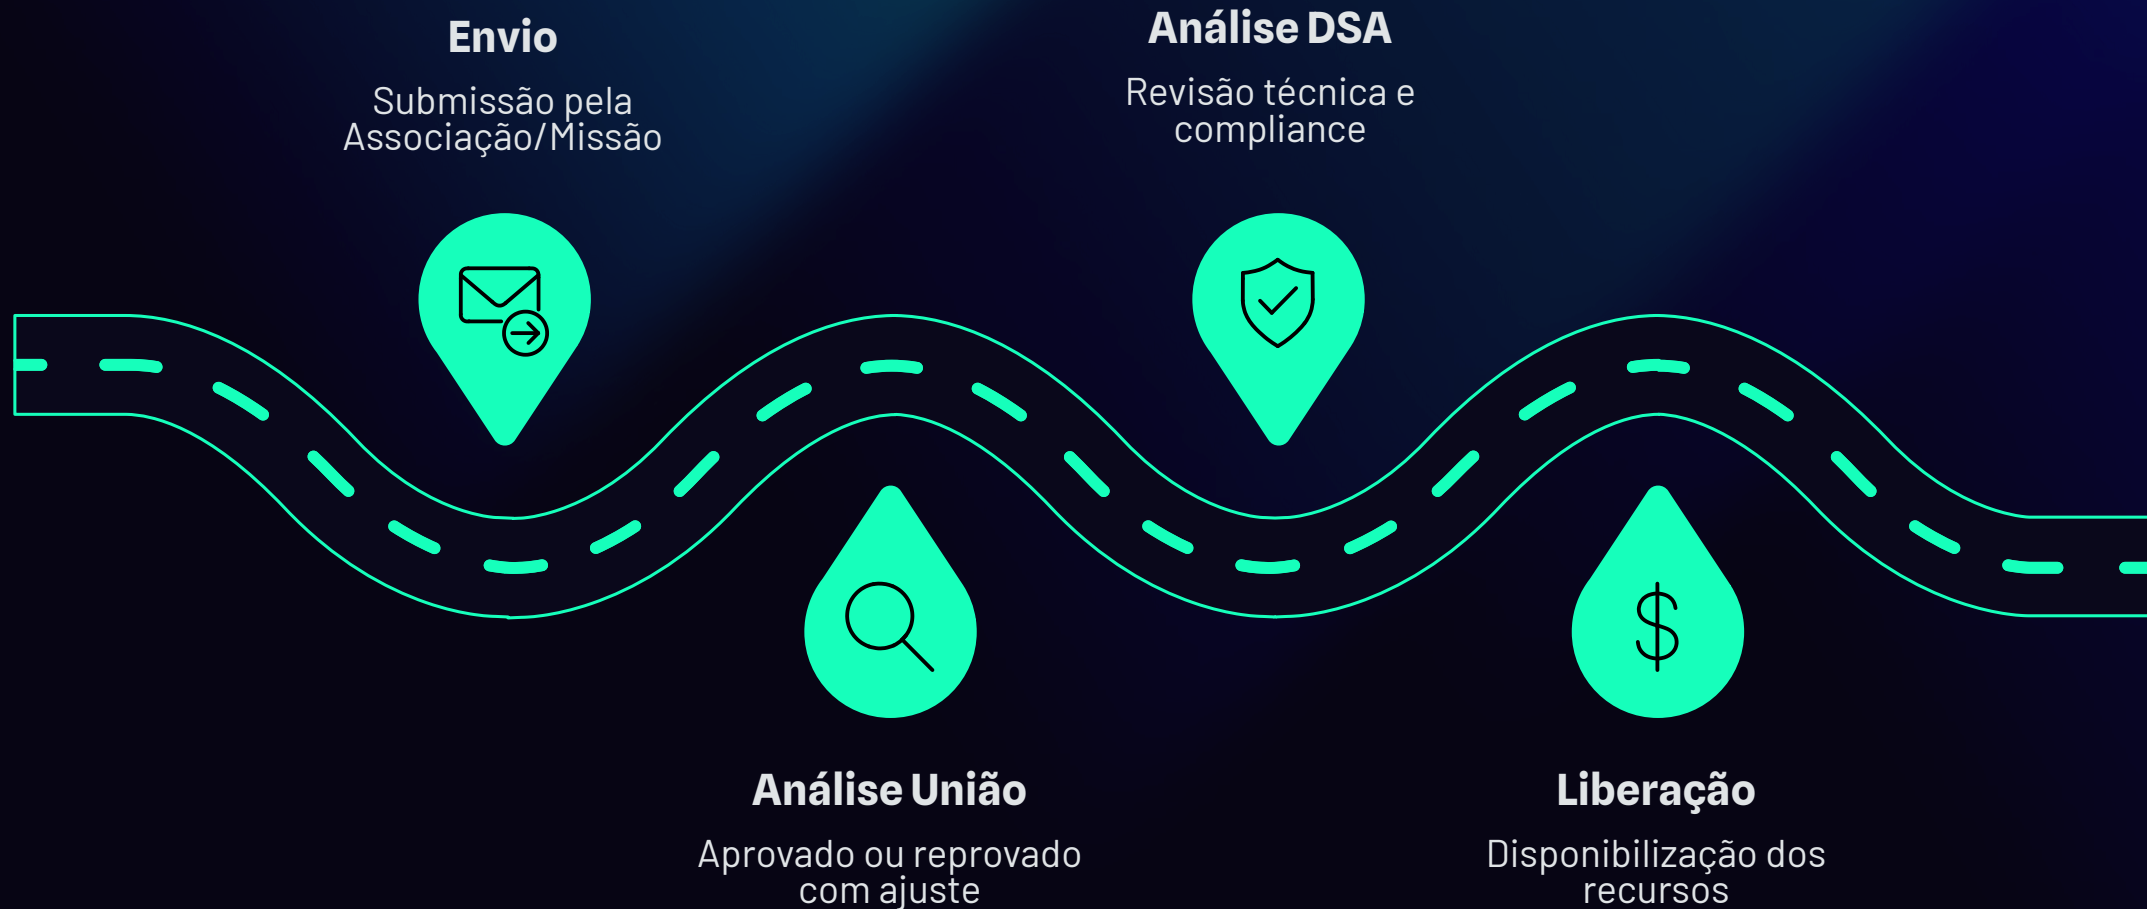 Envio
Submissão pela
Associação/Missão
Análise União
Aprovado ou reprovado
com ajuste
Análise DSA
Revisão técnica e
compliance
Liberação
Disponibilização dos
recursos